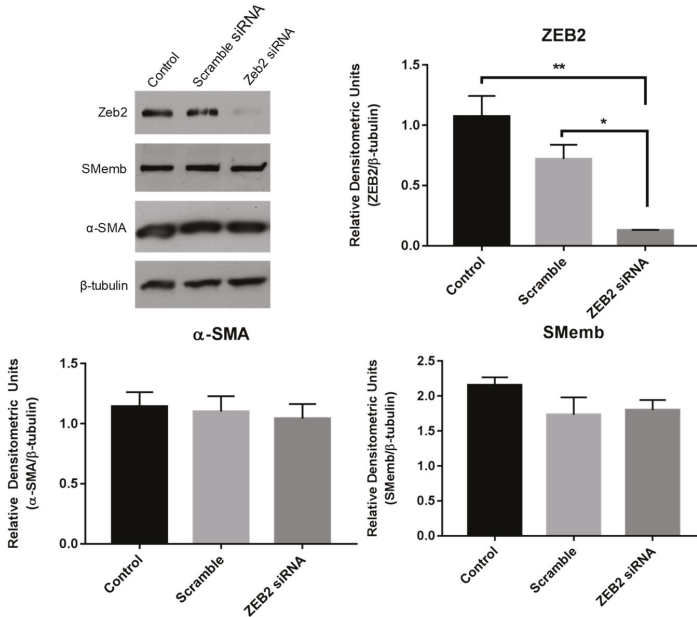 Control
Scramble siRNA
Zeb2 siRNA
Zeb2
SMemb
α-SMA
β-tubulin
ZEB2
Relative Densitometric Units
(ZEB2/β-tubulin)
1.5
1.0
0.5
0.0
**
*
Control
Scramble
ZEB2 siRNA
α-SMA
Relative Densitometric Units
(α-SMA/β-tubulin)
1.5
1.0
0.5
0.0
Control
Scramble
ZEB2 siRNA
SMemb
Relative Densitometric Units
(SMemb/β-tubulin)
2.5
2.0
1.5
1.0
0.5
0.0
Control
Scramble
ZEB2 siRNA